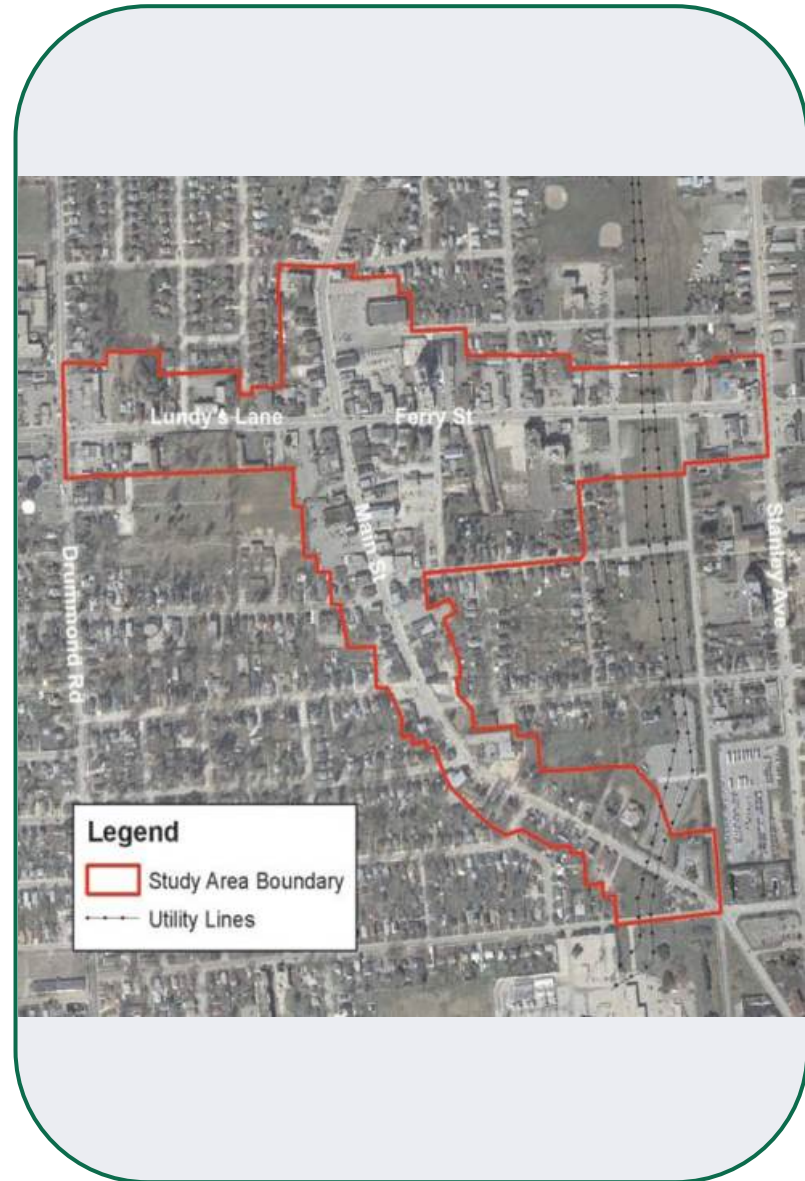 Lundy's Lane
Ferry St
Main St
Stanley Ave
Drummond Rd
Legend
Study Area Boundary
Utility Lines